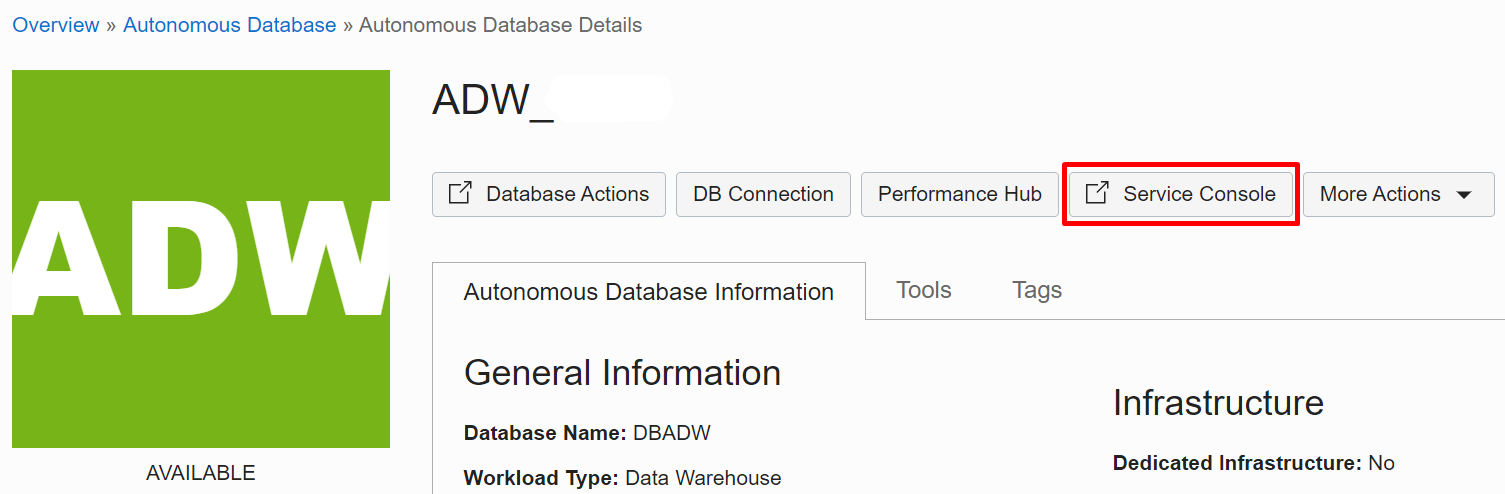 Overview » Autonomous Database » Autonomous Database Details
ADW
AVAILABLE
ADW_
Database Actions DB Connection Performance Hub Service Console More Actions
Autonomous Database Information Tools Tags
General Information
Database Name: DBADW
Workload Type: Data Warehouse
Infrastructure
Dedicated Infrastructure: No